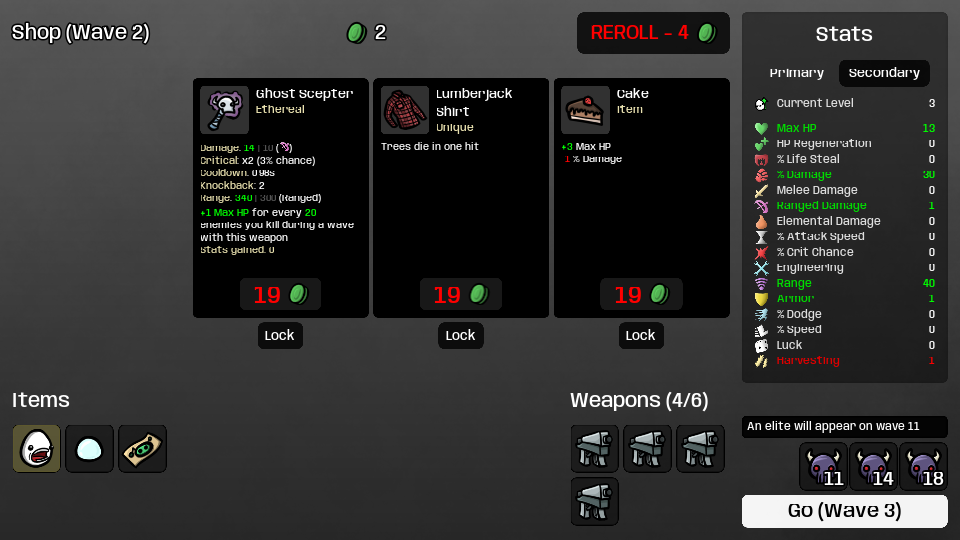 Shop (Wave 2)
2
REROLL - 4
Ghost Scepter
Ethereal
Damage: 14 | 10 ( )
Critical: x2 (3% chance)
Cooldown: 0.98s
Knockback: 2
Range: 340 | 300 (Ranged)
+1 Max HP for every 20
enemies you kill during a wave
with this weapon
Stats gained: 0
19
Lock
Lumberjack
Shirt
Unique
Trees die in one hit
19
Lock
Cake
Item
+3 Max HP
-1 % Damage
19
Lock
Stats
Primary
Secondary
Current Level 3
Max HP 13
HP Regeneration 0
% Life Steal 0
% Damage 30
Melee Damage 0
Ranged Damage 1
Elemental Damage 0
% Attack Speed 0
% Crit Chance 0
Engineering 0
Range 40
Armor 1
% Dodge 0
% Speed 0
Luck 0
Harvesting 1
Items
Weapons (4/6)
An elite will appear on wave 11
11
14
18
Go (Wave 3)